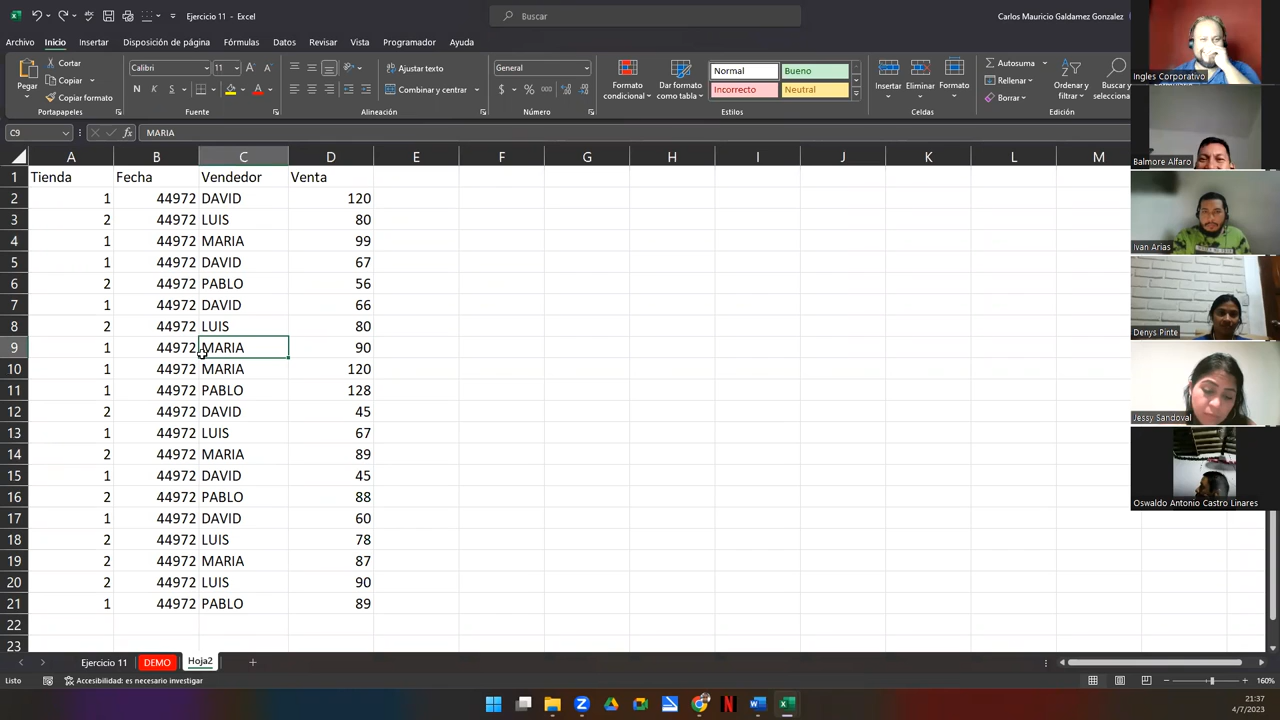 Ejercicio 11 - Excel
Buscar
Carlos Mauricio Galdamez Gonzalez
Archivo Inicio Insertar Disposición de página Fórmulas Datos Revisar Vista Programador Ayuda
Pegar
Cortar
Copiar
Copiar formato
Portapapeles
Calibri 11
N K S
Fuente
Ajustar texto
Combinar y centrar
Alineación
General
$ % 000
Número
Formato condicional
Dar formato como tabla
Normal Bueno
Incorrecto Neutral
Estilos
Insertar Eliminar Formato
Celdas
Autosuma
Rellenar
Borrar
Ordenar y filtrar
Buscar y
Edición
C9 fx MARIA
A B C D E F G H I J K L M
1 Tienda Fecha Vendedor Venta
2 1 44972 DAVID 120
3 2 44972 LUIS 80
4 1 44972 MARIA 99
5 1 44972 DAVID 67
6 2 44972 PABLO 56
7 1 44972 DAVID 66
8 2 44972 LUIS 80
9 1 44972 MARIA 90
10 1 44972 MARIA 120
11 1 44972 PABLO 128
12 2 44972 DAVID 45
13 1 44972 LUIS 67
14 2 44972 MARIA 89
15 1 44972 DAVID 45
16 2 44972 PABLO 88
17 1 44972 DAVID 60
18 2 44972 LUIS 78
19 2 44972 MARIA 87
20 2 44972 LUIS 90
21 1 44972 PABLO 89
22
23
Ejercicio 11 DEMO Hoja2
Listo Accesibilidad: es necesario investigar 160%
21:37
4/7/2023
Ingles Corporativo
Balmore Alfaro
Ivan Arias
Denys Pinte
Jessy Sandoval
Oswaldo Antonio Castro Linares